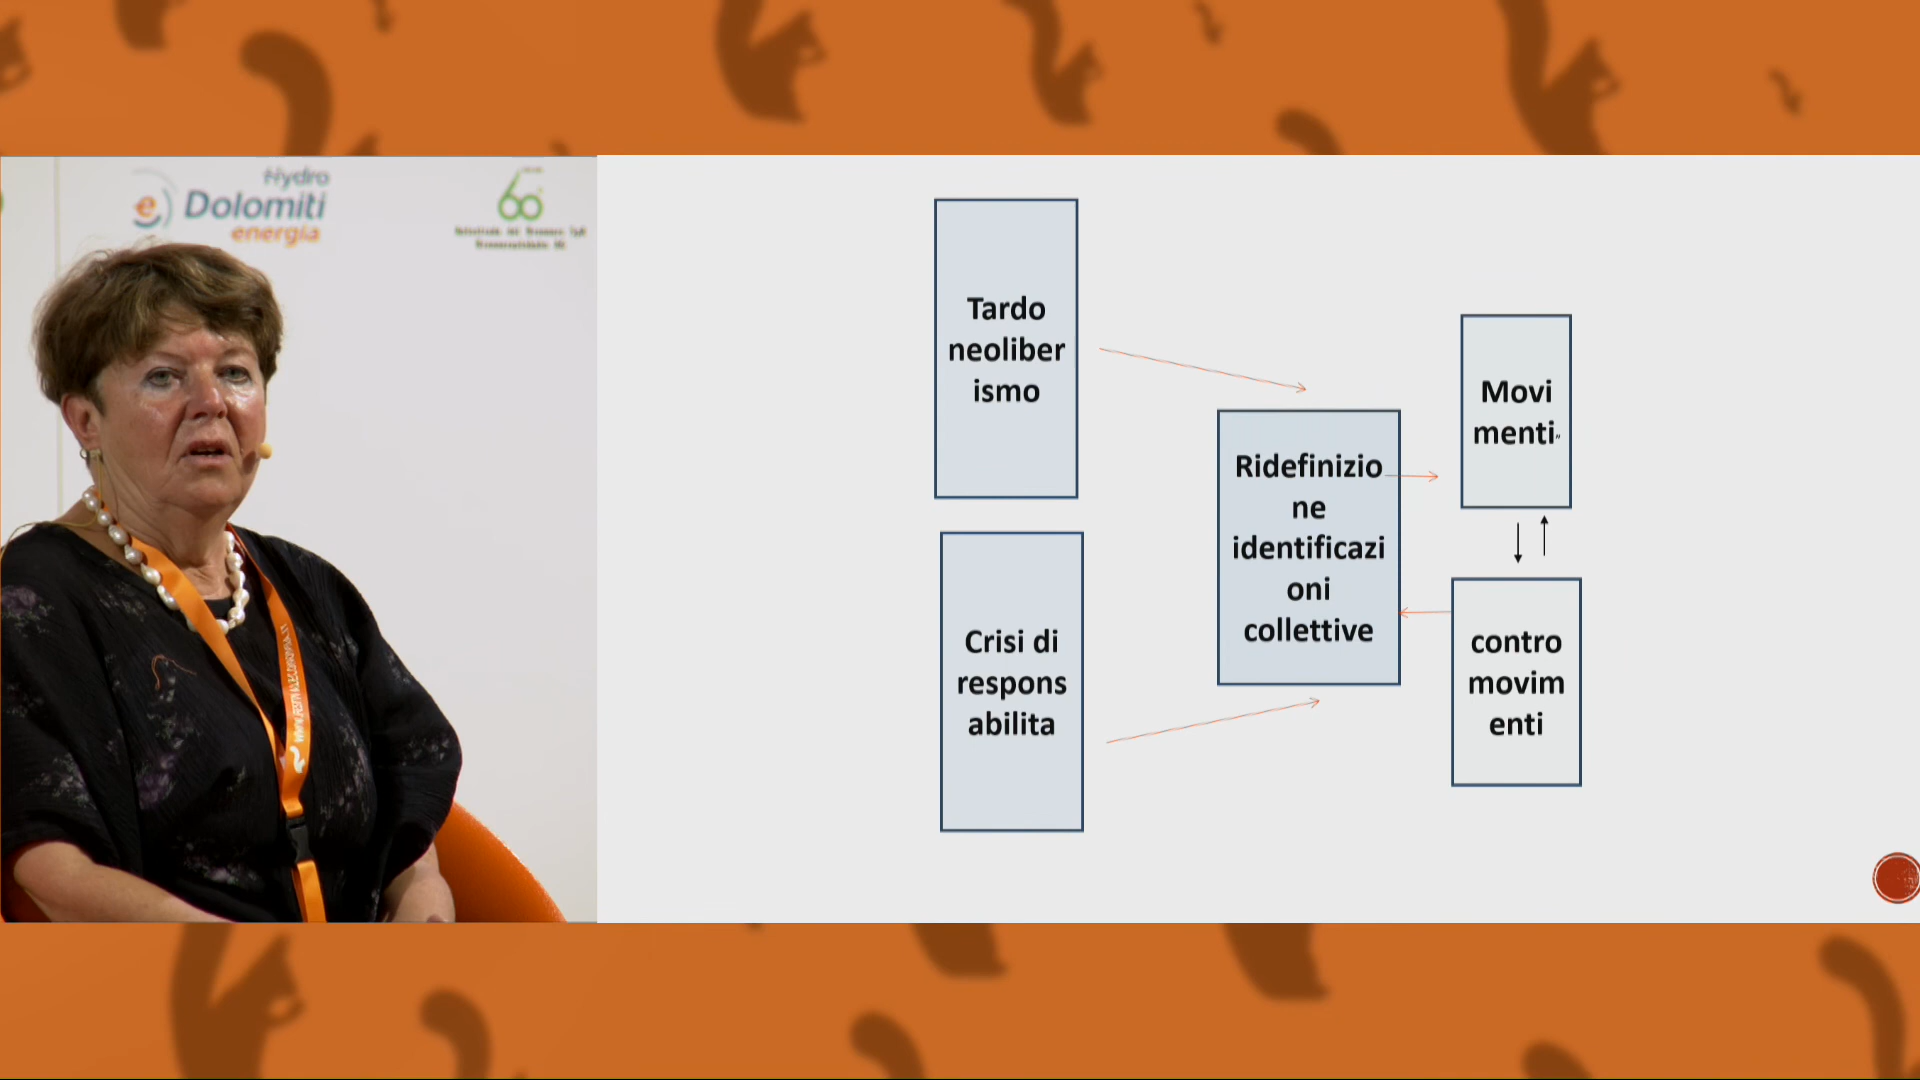 Hydro
Dolomiti
energia
60
Tardo
neoliber
ismo
Crisi di
respons
abilita
Ridefinizio
ne
identificazi
oni
collettive
Movi
menti
contro
movim
enti